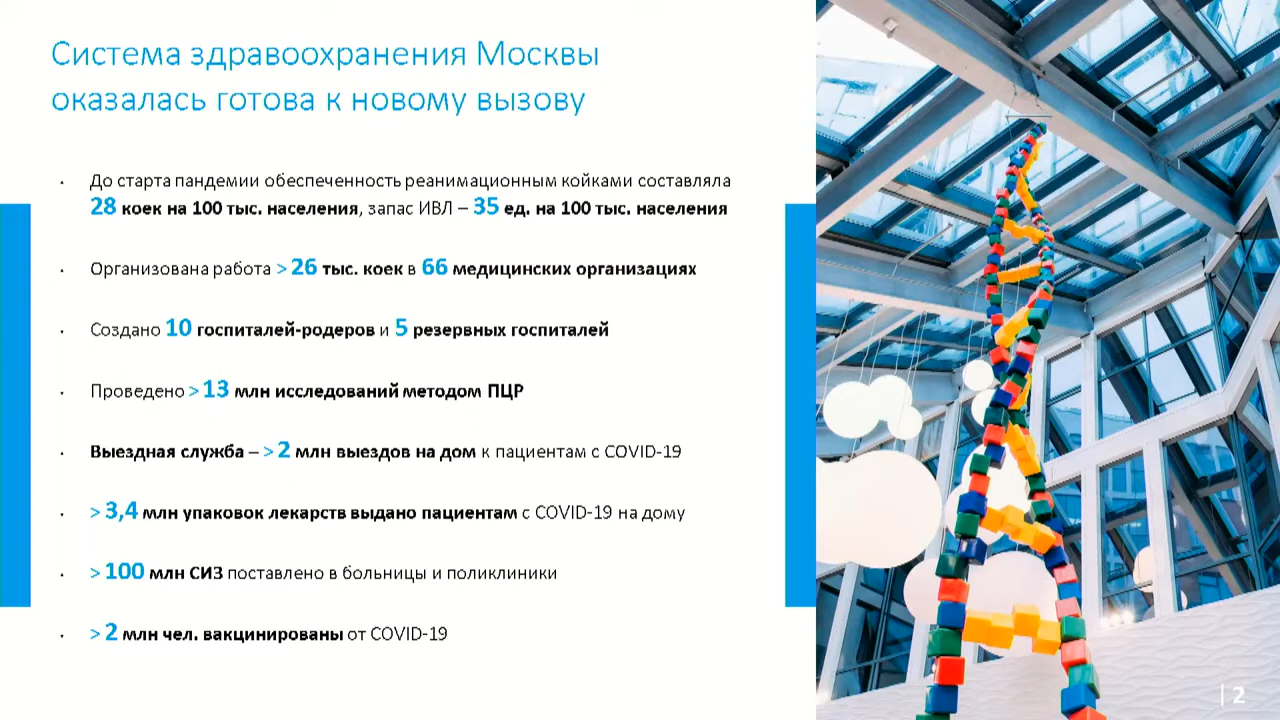 Система здравоохранения Москвы
оказалась готова к новому вызову
· До старта пандемии обеспеченность реанимационным койками составляла
28 коек на 100 тыс. населения, запас ИВЛ – 35 ед. на 100 тыс. населения
· Организована работа > 26 тыс. коек в 66 медицинских организациях
· Создано 10 госпиталей-родеров и 5 резервных госпиталей
· Проведено > 13 млн исследований методом ПЦР
· Выездная служба – > 2 млн выездов на дом к пациентам с COVID-19
· > 3,4 млн упаковок лекарств выдано пациентам с COVID-19 на дому
· > 100 млн СИЗ поставлено в больницы и поликлиники
· > 2 млн чел. вакцинированы от COVID-19
| 2